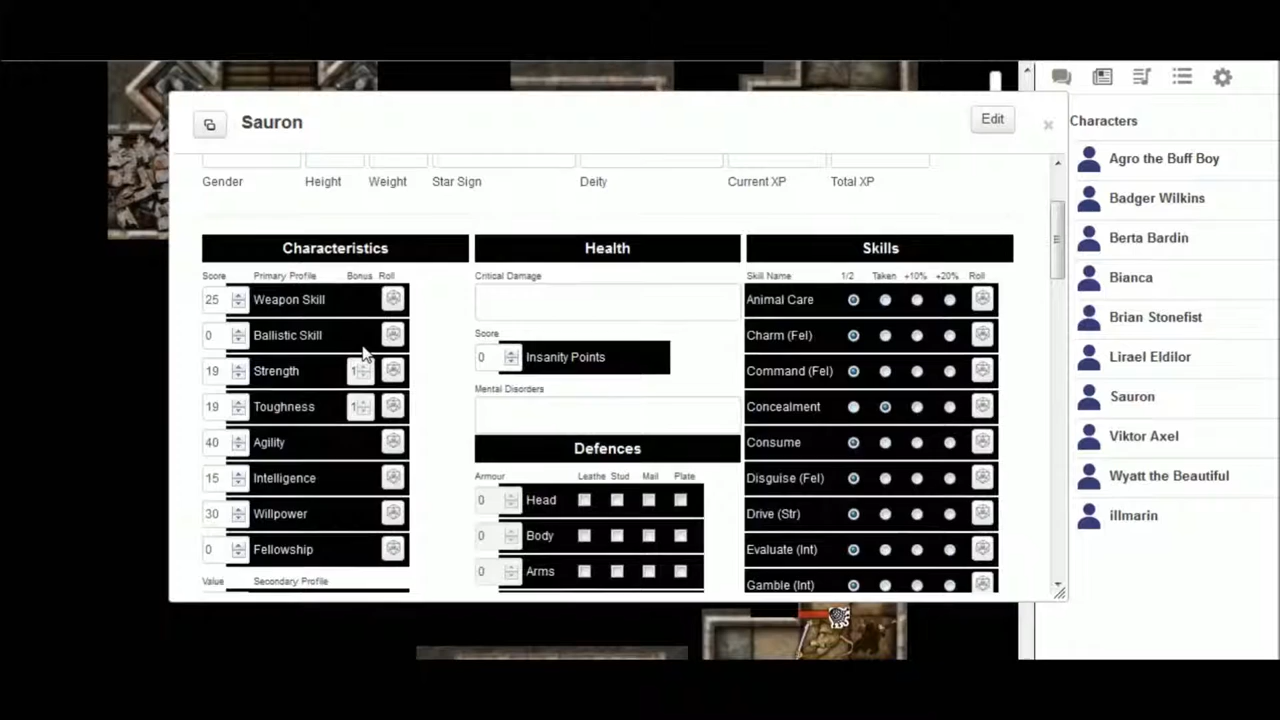 Sauron
Edit
×
Gender Height Weight Star Sign Deity Current XP Total XP
Characteristics
Score Primary Profile Bonus Roll
25 Weapon Skill
0 Ballistic Skill
19 Strength 1
19 Toughness 1
40 Agility
15 Intelligence
30 Willpower
0 Fellowship
Value Secondary Profile
Health
Critical Damage
Score
0 Insanity Points
Mental Disorders
Defences
Armour Leathe Stud Mail Plate
0 Head
0 Body
0 Arms
Skills
Skill Name 1/2 Taken +10% +20% Roll
Animal Care
Charm (Fel)
Command (Fel)
Concealment
Consume
Disguise (Fel)
Drive (Str)
Evaluate (Int)
Gamble (Int)
Characters
Agro the Buff Boy
Badger Wilkins
Berta Bardin
Bianca
Brian Stonefist
Lirael Eldilor
Sauron
Viktor Axel
Wyatt the Beautiful
illmarin